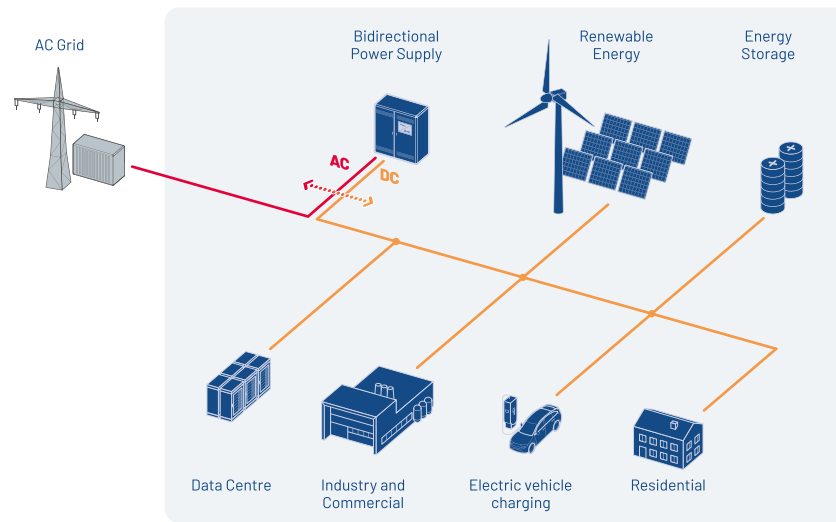 AC Grid
Bidirectional
Power Supply
Renewable
Energy
Energy
Storage
AC
DC
Data Centre
Industry and
Commercial
Electric vehicle
charging
Residential